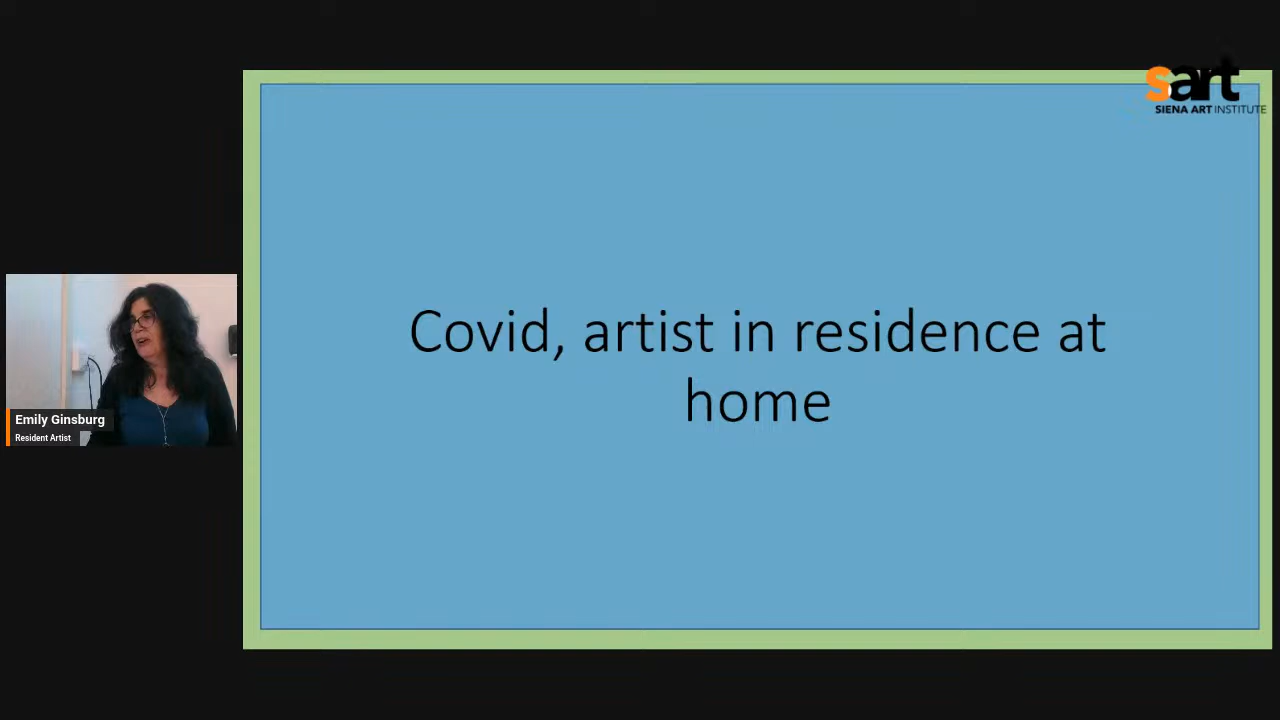 sart
SIENA ART INSTITUTE
Covid, artist in residence at
home
Emily Ginsburg
Resident Artist